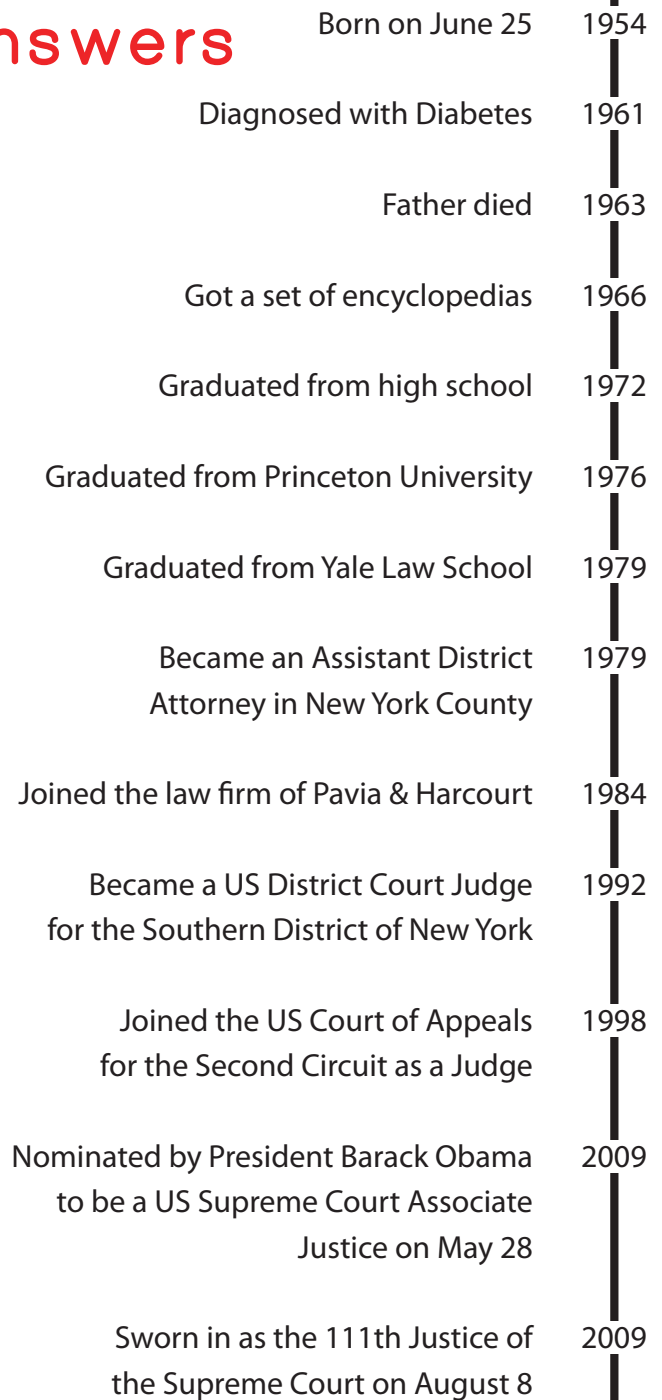 nswers
Born on June 25 1954
Diagnosed with Diabetes 1961
Father died 1963
Got a set of encyclopedias 1966
Graduated from high school 1972
Graduated from Princeton University 1976
Graduated from Yale Law School 1979
Became an Assistant District 1979
Attorney in New York County
Joined the law firm of Pavia & Harcourt 1984
Became a US District Court Judge 1992
for the Southern District of New York
Joined the US Court of Appeals 1998
for the Second Circuit as a Judge
Nominated by President Barack Obama 2009
to be a US Supreme Court Associate
Justice on May 28
Sworn in as the 111th Justice of 2009
the Supreme Court on August 8